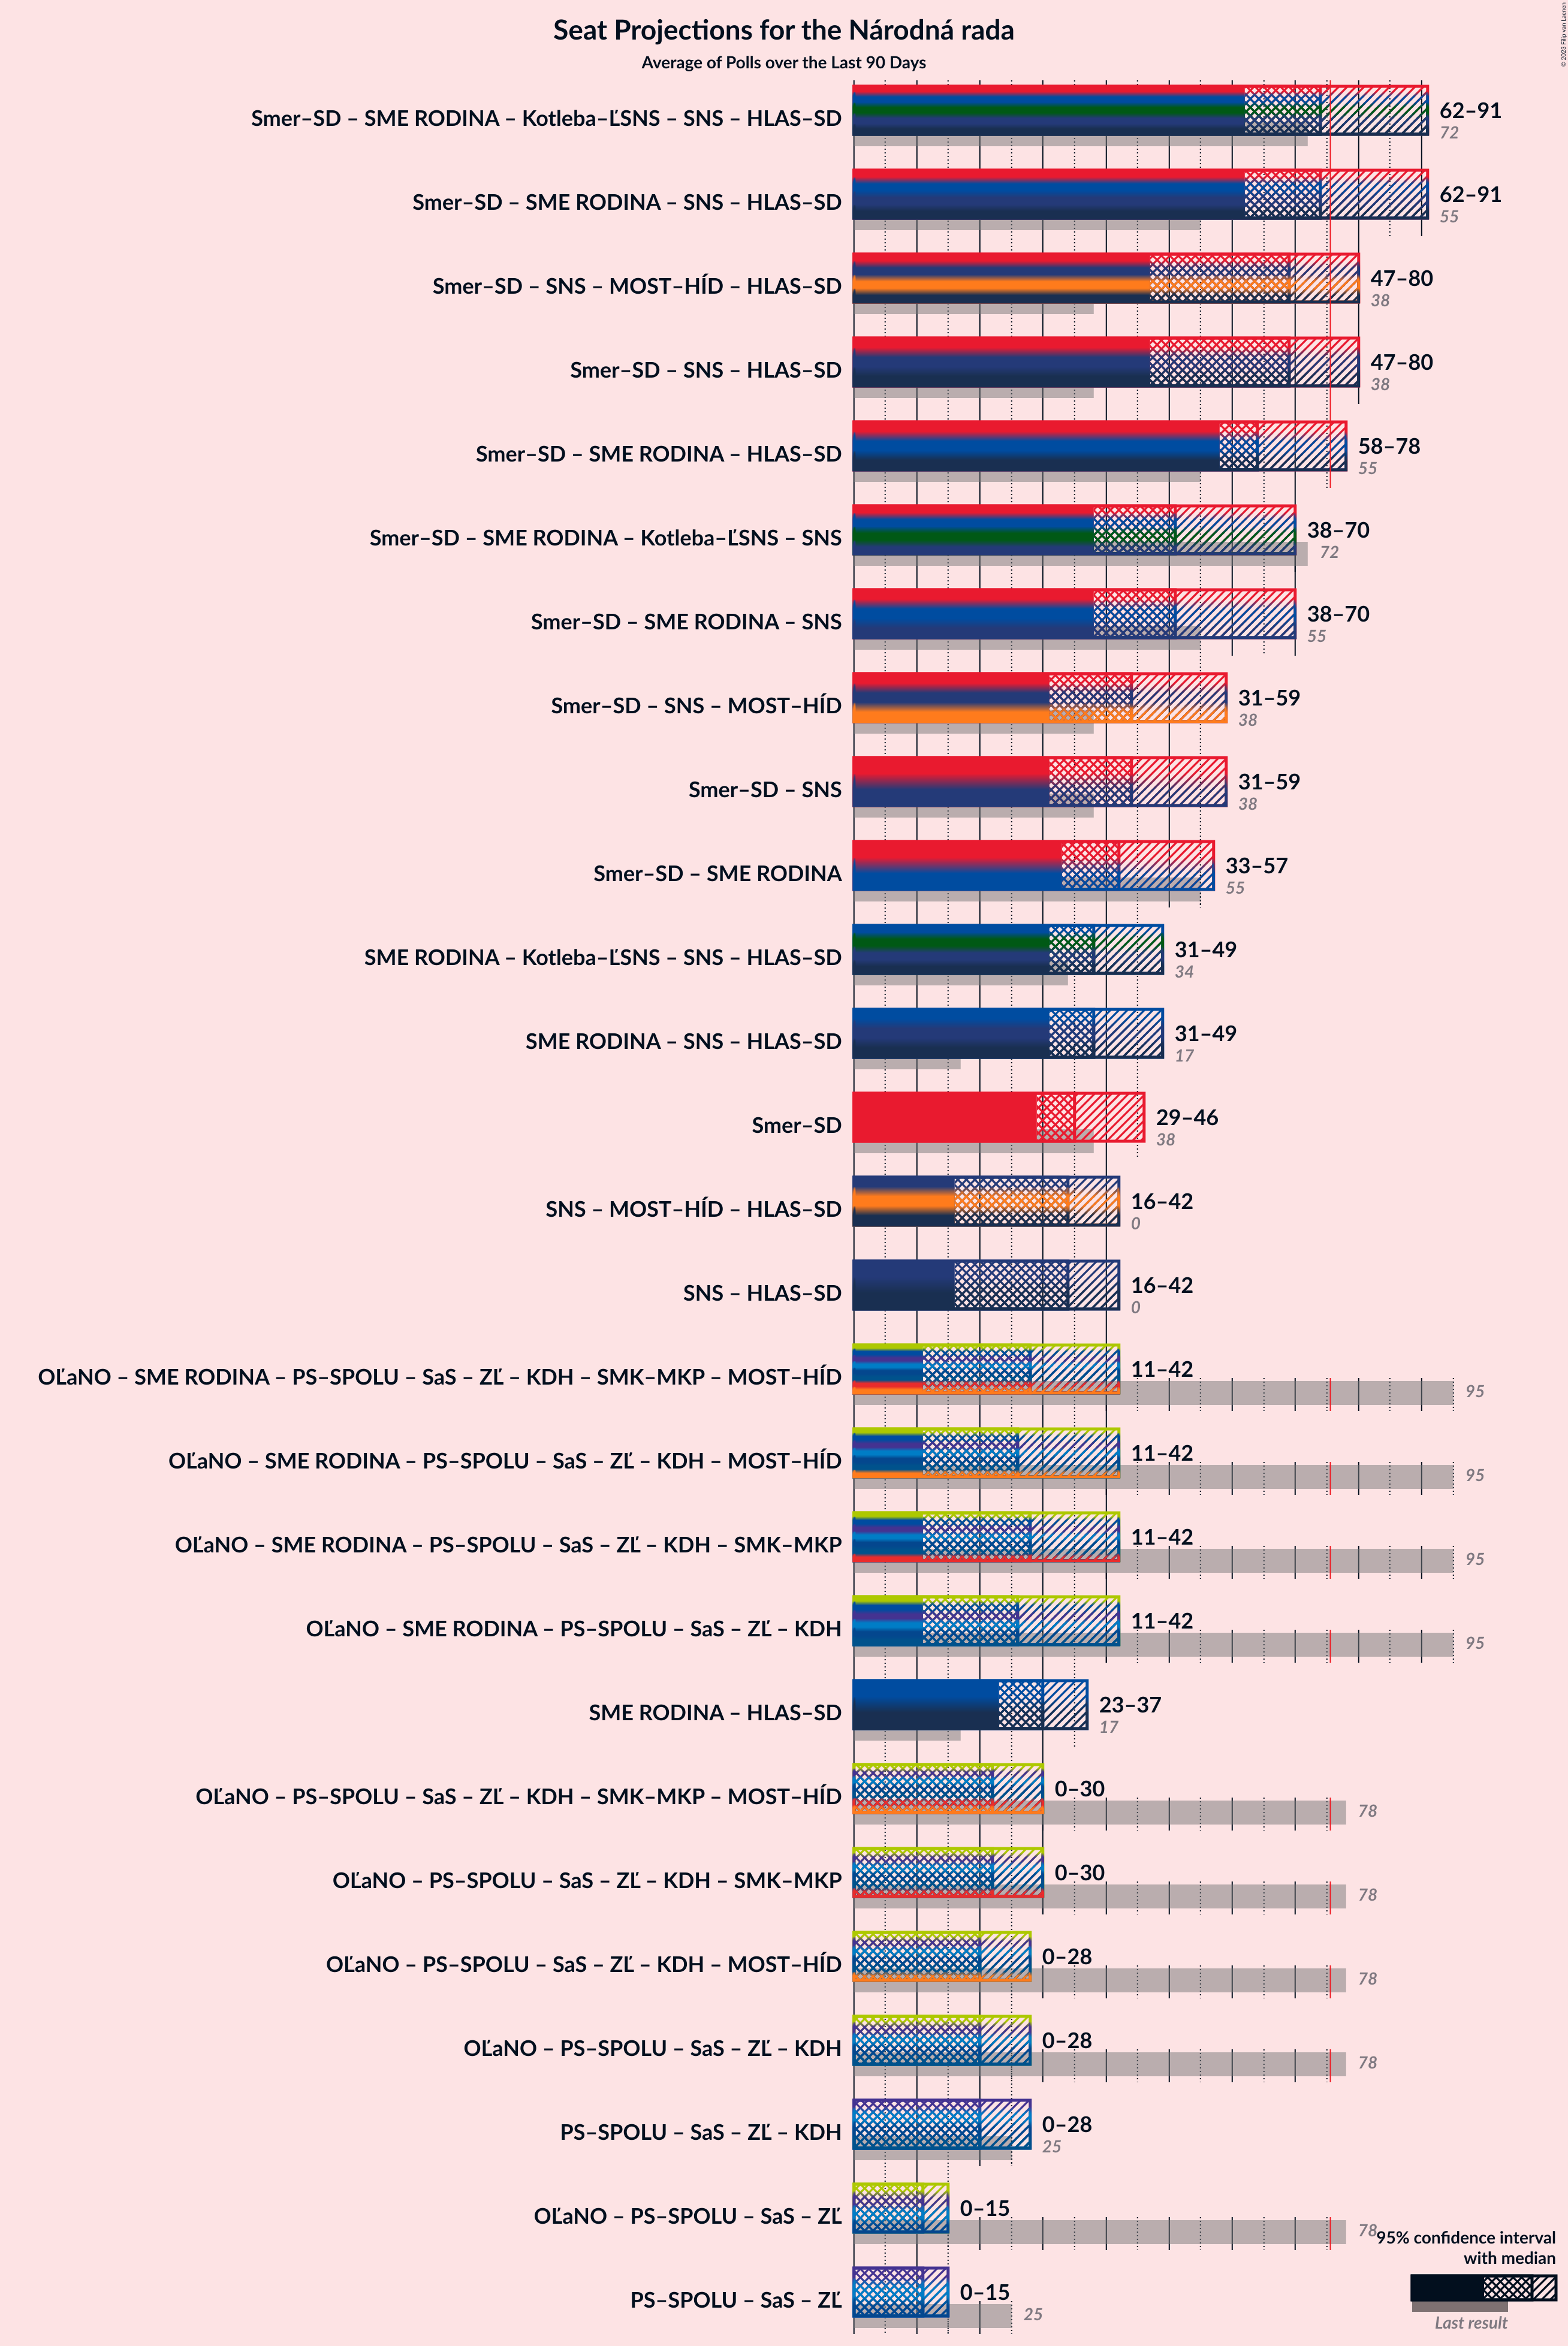 Seat Projections for the Národná rada
Average of Polls over the Last 90 Days
© 2023 Filip van Laenen
Smer–SD – SME RODINA – Kotleba–ĽSNS – SNS – HLAS–SD
62–91
72
Smer–SD – SME RODINA – SNS – HLAS–SD
62–91
55
Smer–SD – SNS – MOST–HÍD – HLAS–SD
47–80
38
Smer–SD – SNS – HLAS–SD
47–80
38
Smer–SD – SME RODINA – HLAS–SD
58–78
55
Smer–SD – SME RODINA – Kotleba–ĽSNS – SNS
38–70
72
Smer–SD – SME RODINA – SNS
38–70
55
Smer–SD – SNS – MOST–HÍD
31–59
38
Smer–SD – SNS
31–59
38
Smer–SD – SME RODINA
33–57
55
SME RODINA – Kotleba–ĽSNS – SNS – HLAS–SD
31–49
34
SME RODINA – SNS – HLAS–SD
31–49
17
Smer–SD
29–46
38
SNS – MOST–HÍD – HLAS–SD
16–42
0
SNS – HLAS–SD
16–42
0
OĽaNO – SME RODINA – PS–SPOLU – SaS – ZĽ – KDH – SMK–MKP – MOST–HÍD
11–42
95
OĽaNO – SME RODINA – PS–SPOLU – SaS – ZĽ – KDH – MOST–HÍD
11–42
95
OĽaNO – SME RODINA – PS–SPOLU – SaS – ZĽ – KDH – SMK–MKP
11–42
95
OĽaNO – SME RODINA – PS–SPOLU – SaS – ZĽ – KDH
11–42
95
SME RODINA – HLAS–SD
23–37
17
OĽaNO – PS–SPOLU – SaS – ZĽ – KDH – SMK–MKP – MOST–HÍD
0–30
78
OĽaNO – PS–SPOLU – SaS – ZĽ – KDH – SMK–MKP
0–30
78
OĽaNO – PS–SPOLU – SaS – ZĽ – KDH – MOST–HÍD
0–28
78
OĽaNO – PS–SPOLU – SaS – ZĽ – KDH
0–28
78
PS–SPOLU – SaS – ZĽ – KDH
0–28
25
OĽaNO – PS–SPOLU – SaS – ZĽ
0–15
78
PS–SPOLU – SaS – ZĽ
0–15
25
95% confidence interval
with median
Last result